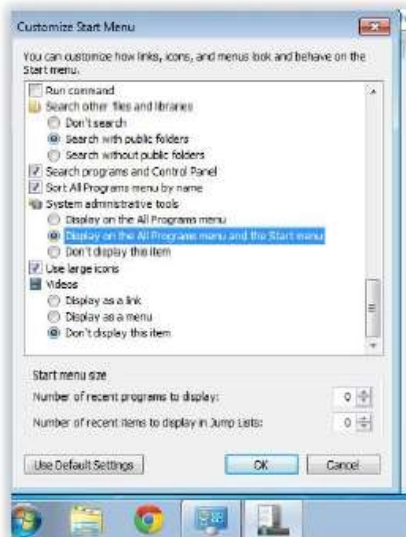 Customize Start Menu
You can customize how links, icons, and menus look and behave on the
Start menu.
Run command
Search other files and libraries
Don't search
Search with public folders
Search without public folders
Search programs and Control Panel
Sort All Programs menu by name
System administrative tools
Display on the All Programs menu
Display on the All Programs menu and the Start menu
Don't display this item
Use large icons
Videos
Display as a link
Display as a menu
Don't display this item
Start menu size
Number of recent programs to display: 0
Number of recent items to display in Jump Lists: 0
Use Default Settings OK Cancel